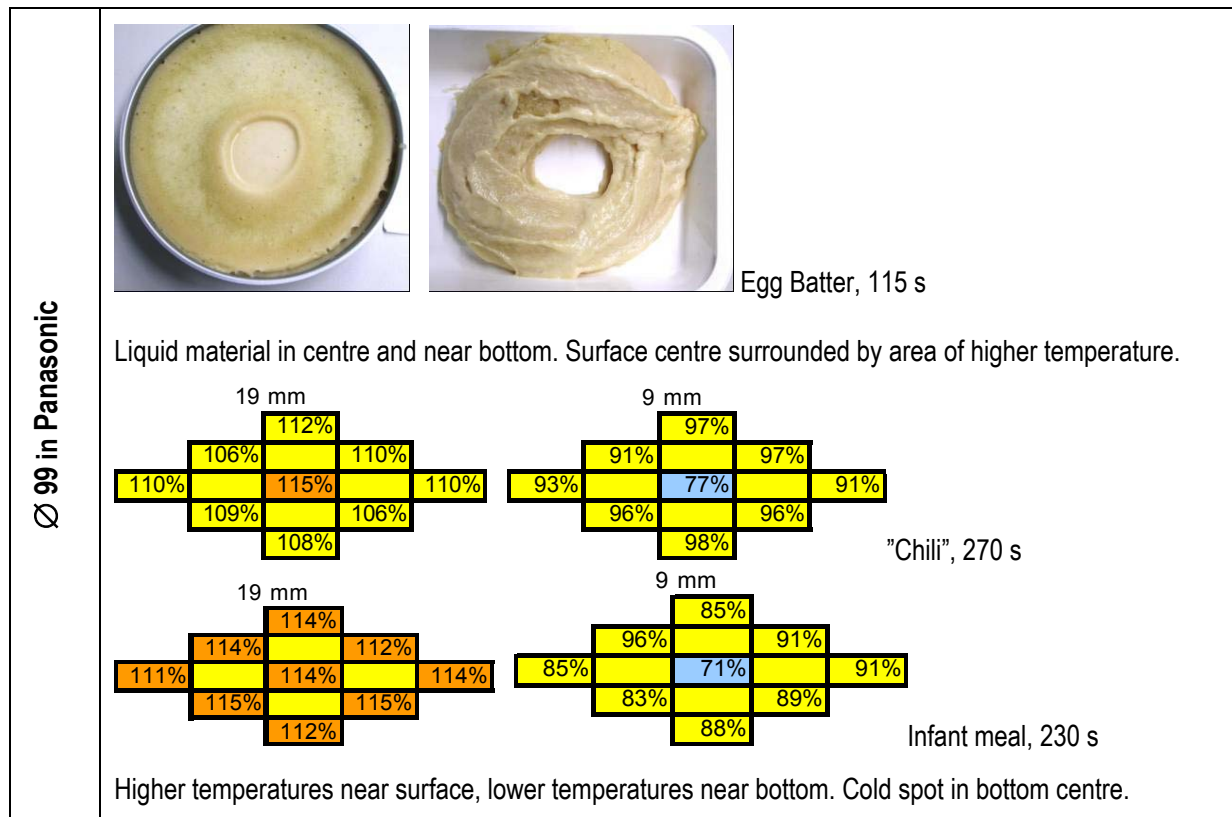 Ø 99 in Panasonic
Egg Batter, 115 s
Liquid material in centre and near bottom. Surface centre surrounded by area of higher temperature.
19 mm
112%
106% 110%
110% 115% 110%
109% 106%
108%
9 mm
97%
91% 97%
93% 77% 91%
96% 96%
98%
”Chili”, 270 s
19 mm
114%
114% 112%
111% 114% 114%
115% 115%
112%
9 mm
85%
96% 91%
85% 71% 91%
83% 89%
88%
Infant meal, 230 s
Higher temperatures near surface, lower temperatures near bottom. Cold spot in bottom centre.